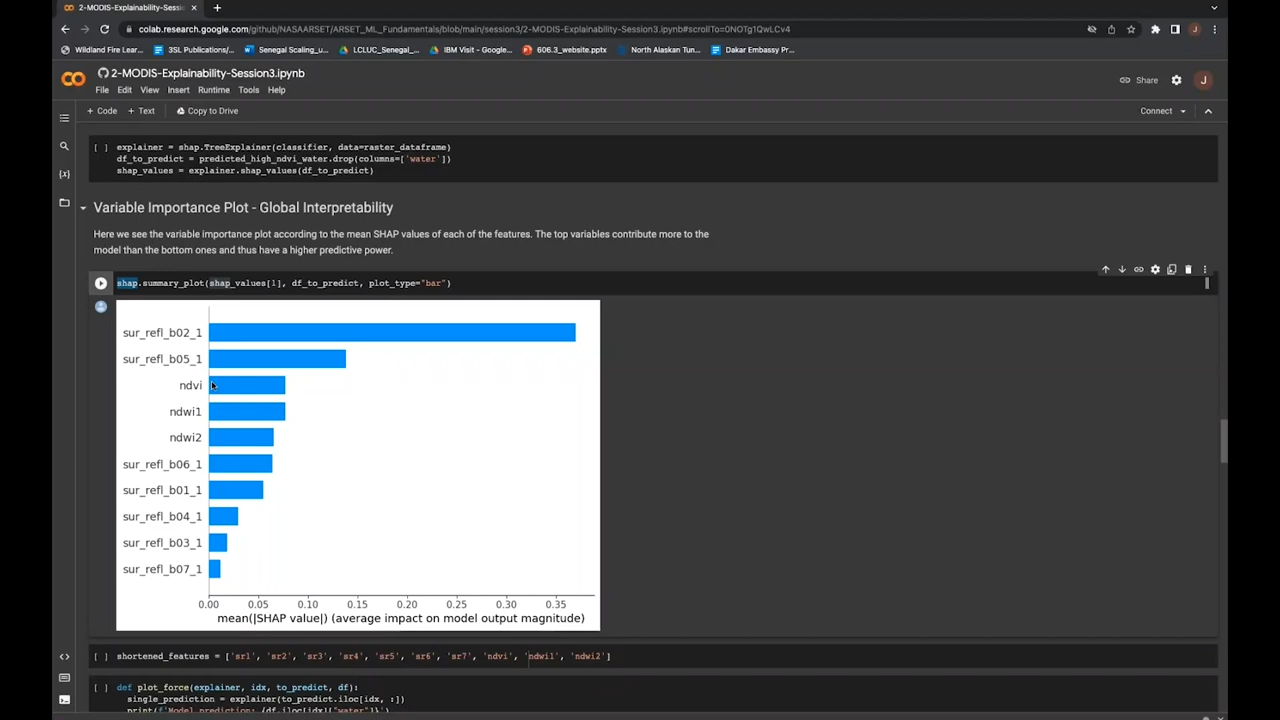 2-MODIS-Explainability-Sessi
colab.research.google.com/github/NASAARSET/ARSET_ML_Fundamentals/blob/main/session3/2-MODIS-Explainability-Session3.ipynb#scrollTo=0NOTg1QwLCv4
Wildland Fire Lear... 3SL Publications/... Senegal Scaling_u... LCLUC_Senegal_... IBM Visit - Google... 606.3_website.pptx North Alaskan Tun... Dakar Embassy Pr...
2-MODIS-Explainability-Session3.ipynb
File Edit View Insert Runtime Tools Help
Share J
+ Code + Text Copy to Drive Connect
[ ] explainer = shap.TreeExplainer(classifier, data=raster_dataframe)
df_to_predict = predicted_high_ndvi_water.drop(columns=['water'])
shap_values = explainer.shap_values(df_to_predict)
Variable Importance Plot - Global Interpretability
Here we see the variable importance plot according to the mean SHAP values of each of the features. The top variables contribute more to the
model than the bottom ones and thus have a higher predictive power.
shap.summary_plot(shap_values[1], df_to_predict, plot_type="bar")
sur_refl_b02_1
sur_refl_b05_1
ndvi
ndwi1
ndwi2
sur_refl_b06_1
sur_refl_b01_1
sur_refl_b04_1
sur_refl_b03_1
sur_refl_b07_1
0.00 0.05 0.10 0.15 0.20 0.25 0.30 0.35
mean(|SHAP value|) (average impact on model output magnitude)
[ ] shortened_features = ['sr1', 'sr2', 'sr3', 'sr4', 'sr5', 'sr6', 'sr7', 'ndvi', 'ndwi1', 'ndwi2']
[ ] def plot_force(explainer, idx, to_predict, df):
single_prediction = explainer(to_predict.iloc[idx, :])
print(f'Model prediction: {df.iloc[idx]["water"]}')